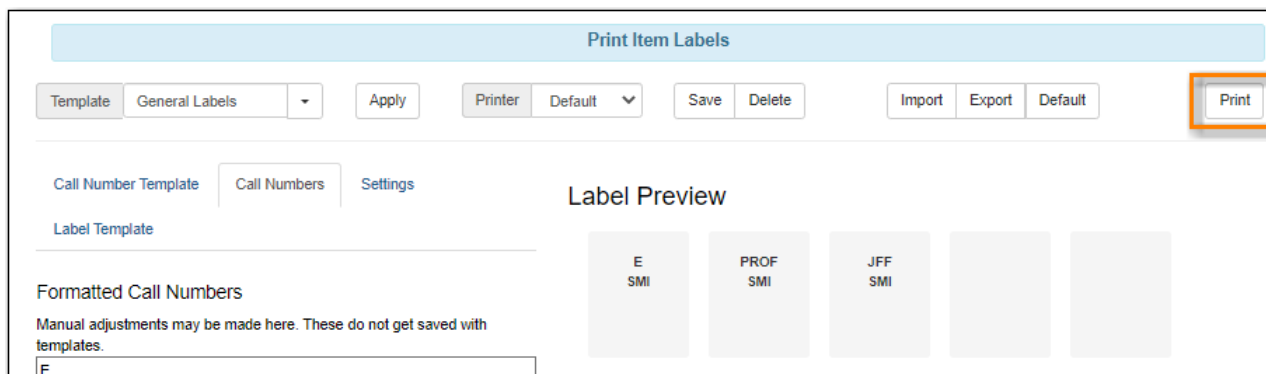 Print Item Labels
Template General Labels Apply Printer Default Save Delete Import Export Default Print
Call Number Template Call Numbers Settings
Label Template
Formatted Call Numbers
Manual adjustments may be made here. These do not get saved with
templates.
E
Label Preview
E PROF JFF
SMI SMI SMI